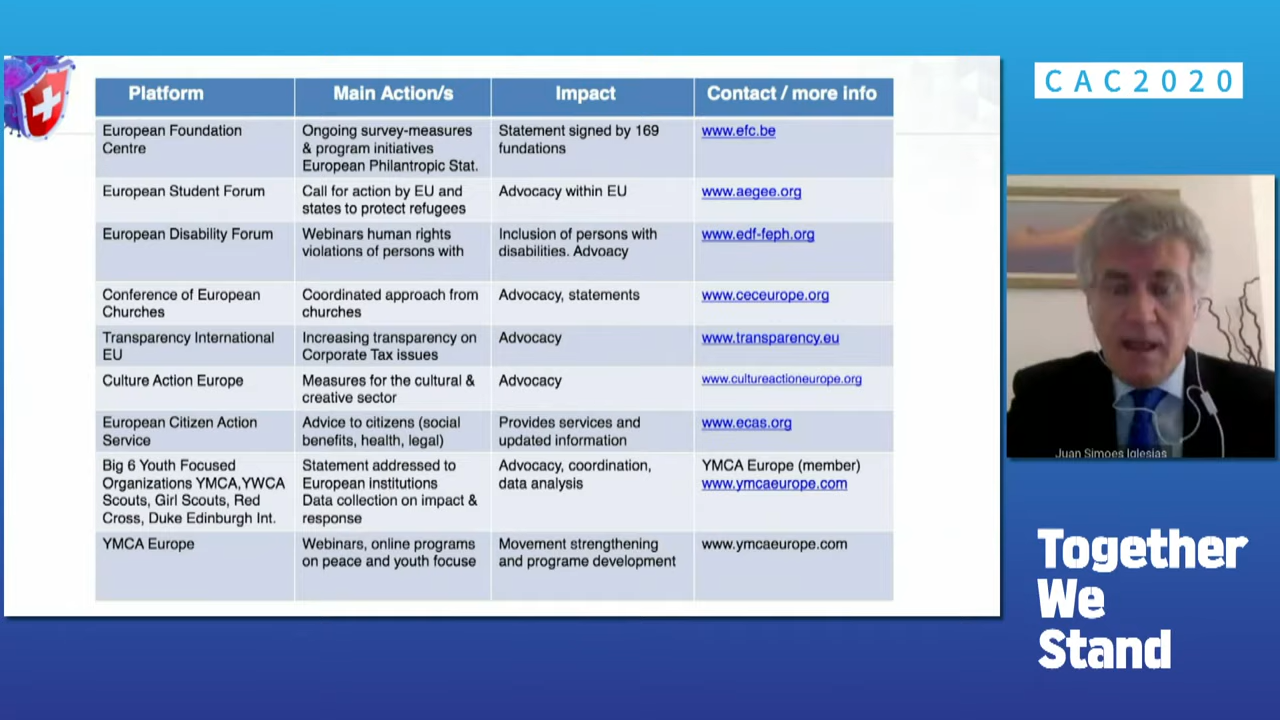 Platform
Main Action/s
Impact
Contact / more info
European Foundation
Centre
Ongoing survey-measures
& program initiatives
European Philantropic Stat.
Statement signed by 169
fundations
www.efc.be
European Student Forum
Call for action by EU and
states to protect refugees
Advocacy within EU
www.aegee.org
European Disability Forum
Webinars human rights
violations of persons with
Inclusion of persons with
disabilities. Advoacy
www.edf-feph.org
Conference of European
Churches
Coordinated approach from
churches
Advocacy, statements
www.ceceurope.org
Transparency International
EU
Increasing transparency on
Corporate Tax issues
Advocacy
www.transparency.eu
Culture Action Europe
Measures for the cultural &
creative sector
Advocacy
www.cultureactioneurope.org
European Citizen Action
Service
Advice to citizens (social
benefits, health, legal)
Provides services and
updated information
www.ecas.org
Big 6 Youth Focused
Organizations YMCA,YWCA
Scouts, Girl Scouts, Red
Cross, Duke Edinburgh Int.
Statement addressed to
European institutions
Data collection on impact &
response
Advocacy, coordination,
data analysis
YMCA Europe (member)
www.ymcaeurope.com
YMCA Europe
Webinars, online programs
on peace and youth focuse
Movement strengthening
and programe development
www.ymcaeurope.com
CAC2020
Juan Simoes Iglesias
Together
We
Stand